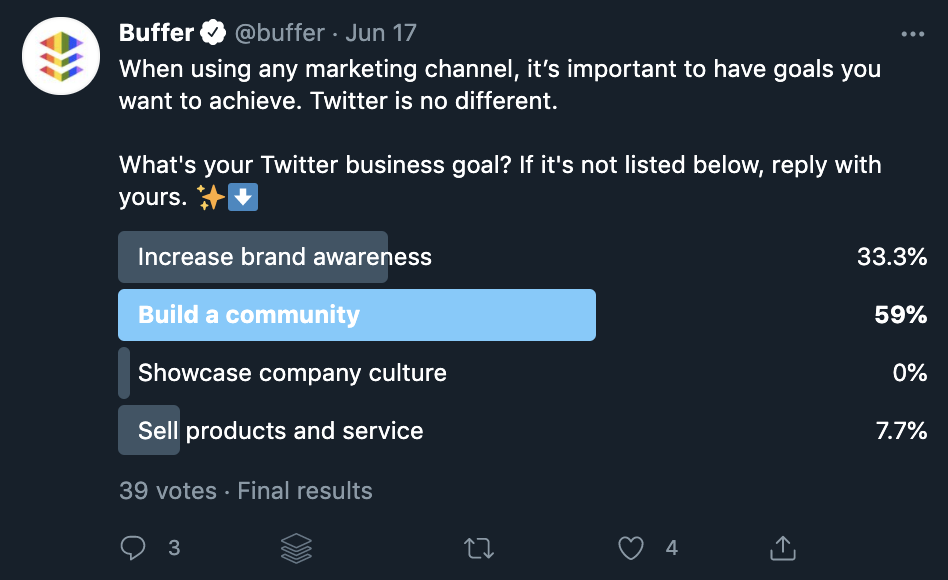 Buffer @buffer · Jun 17
When using any marketing channel, it’s important to have goals you
want to achieve. Twitter is no different.
What's your Twitter business goal? If it's not listed below, reply with
yours. ✨⬇️
Increase brand awareness 33.3%
Build a community 59%
Showcase company culture 0%
Sell products and service 7.7%
39 votes · Final results
3 4